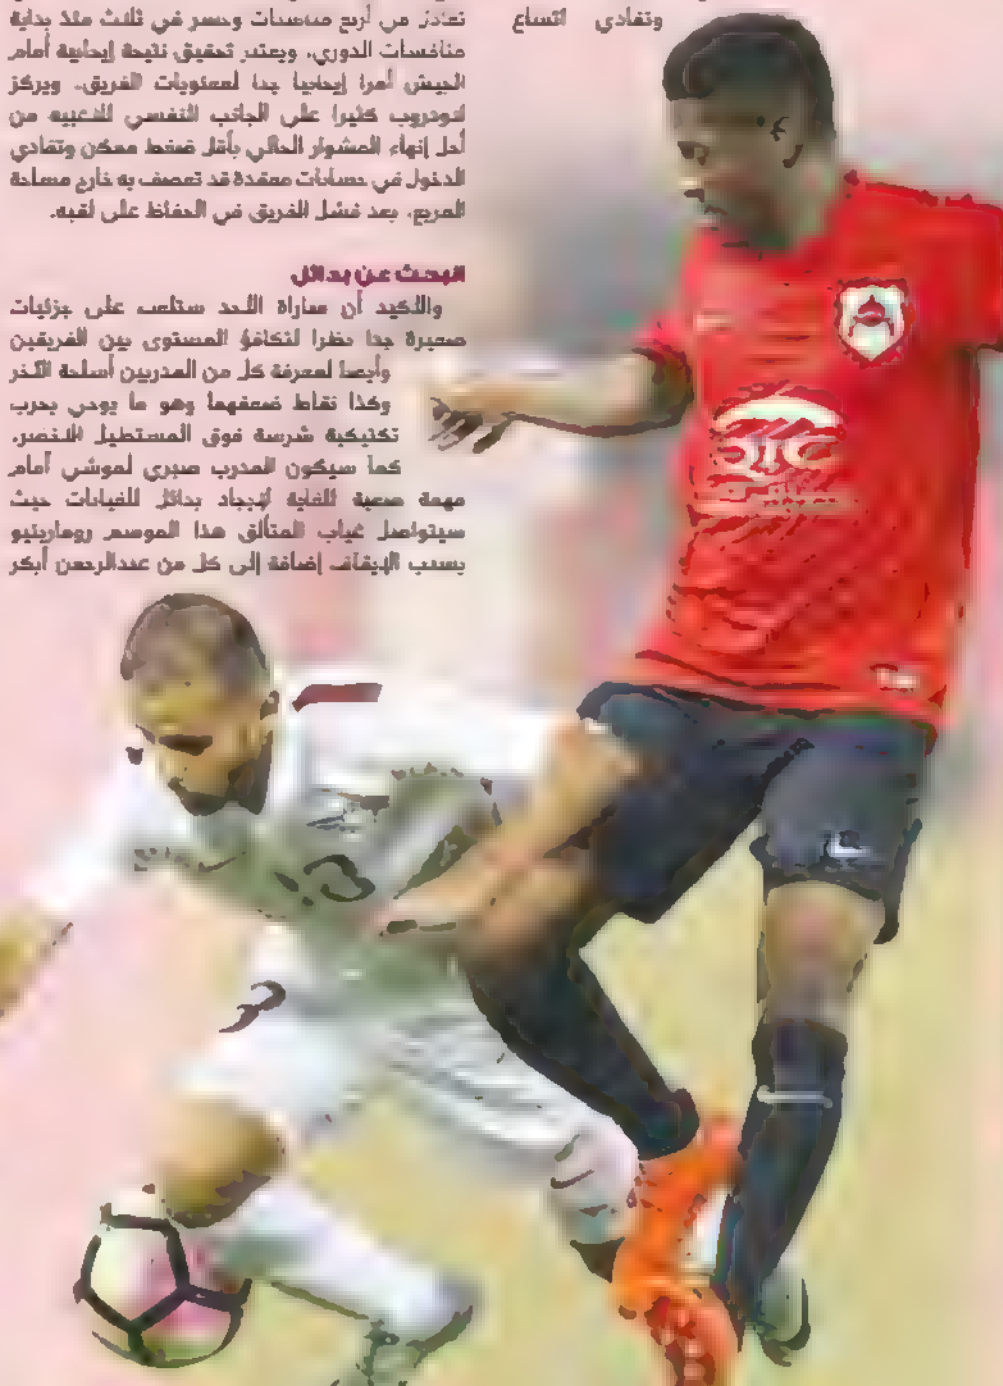 وتفادي اتساع
تعادل في أربع مناسبات وخسر في ثلاث منذ بداية
منافسات الدوري. ويعتبر تحقيق نتيجة إيجابية أمام
الجيش أمرا إيجابيا جدا لمعنويات الفريق. ويركز
لودروب كثيرا على الجانب النفسي للاعبيه من
أجل إنهاء المشوار الحالي بأقل ضغط ممكن وتفادي
الدخول في حسابات معقدة قد تعصف به خارج مساحة
المربع، بعد فشل الفريق في الحفاظ على لقبه.
البحث عن بدائل
والأكيد أن مباراة الأحد ستلعب على جزئيات
صغيرة جدا نظرا لتكافؤ المستوى بين الفريقين
وأيضا لمعرفة كل من المدربين أسلحة الآخر
وكذا نقاط ضعفهما وهو ما يوحي بحرب
تكتيكية شرسة فوق المستطيل الأخضر.
كما سيكون المدرب صبري لموشي أمام
مهمة صعبة للغاية لإيجاد بدائل للغيابات حيث
سيتواصل غياب المتألق هذا الموسم رومارينيو
بسبب الإيقاف إضافة إلى كل من عبدالرحمن أبكر